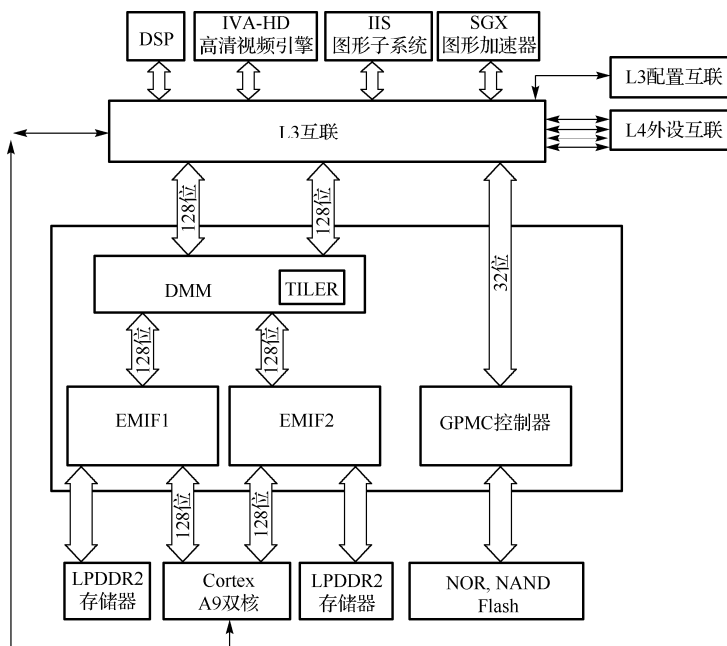 DSP
IVA-HD
高清视频引擎
IIS
图形子系统
SGX
图形加速器
L3配置互联
L3互联
L4外设互联
128位
128位
32位
DMM
TILER
128位
128位
EMIF1
EMIF2
GPMC控制器
128位
128位
LPDDR2
存储器
Cortex
A9双核
LPDDR2
存储器
NOR, NAND
Flash